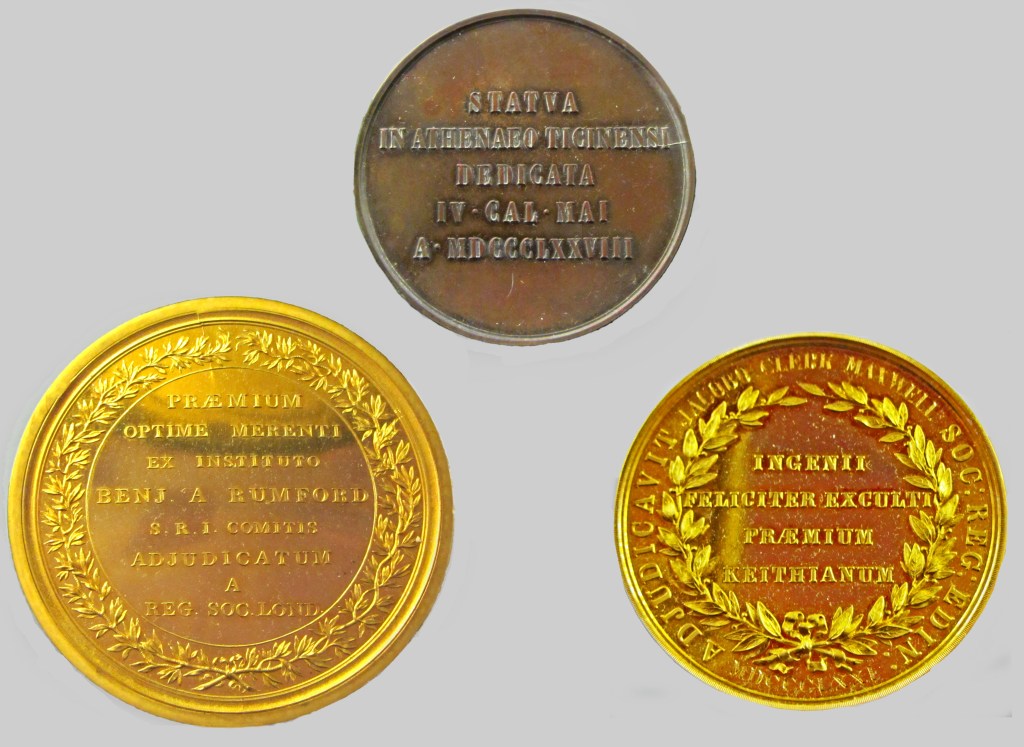 STATVA
IN ATHENAEO TICINENSI
DEDICATA
IV · CAL · MAI
A · MDCCCLXXVIII
PRÆMIUM
OPTIME MERENTI
EX INSTITUTO
BENJ. A RUMFORD
S. R. I. COMITIS
ADJUDICATUM
A
REG. SOC. LOND.
ADJUDICAVIT JACOBO CLERK MAXWELL SOC: REG: EDIN:
INGENII
FELICITER EXCULTI
PRÆMIUM
KEITHIANUM
MDCCCLXXI.